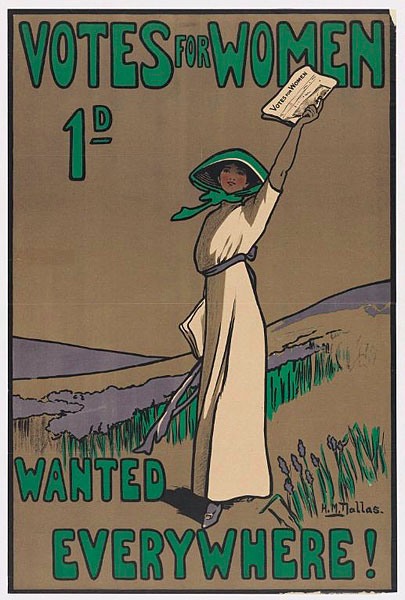 VOTES FOR WOMEN
1D
VOTES FOR WOMEN
WANTED
H.M.Dallas.
EVERYWHERE!